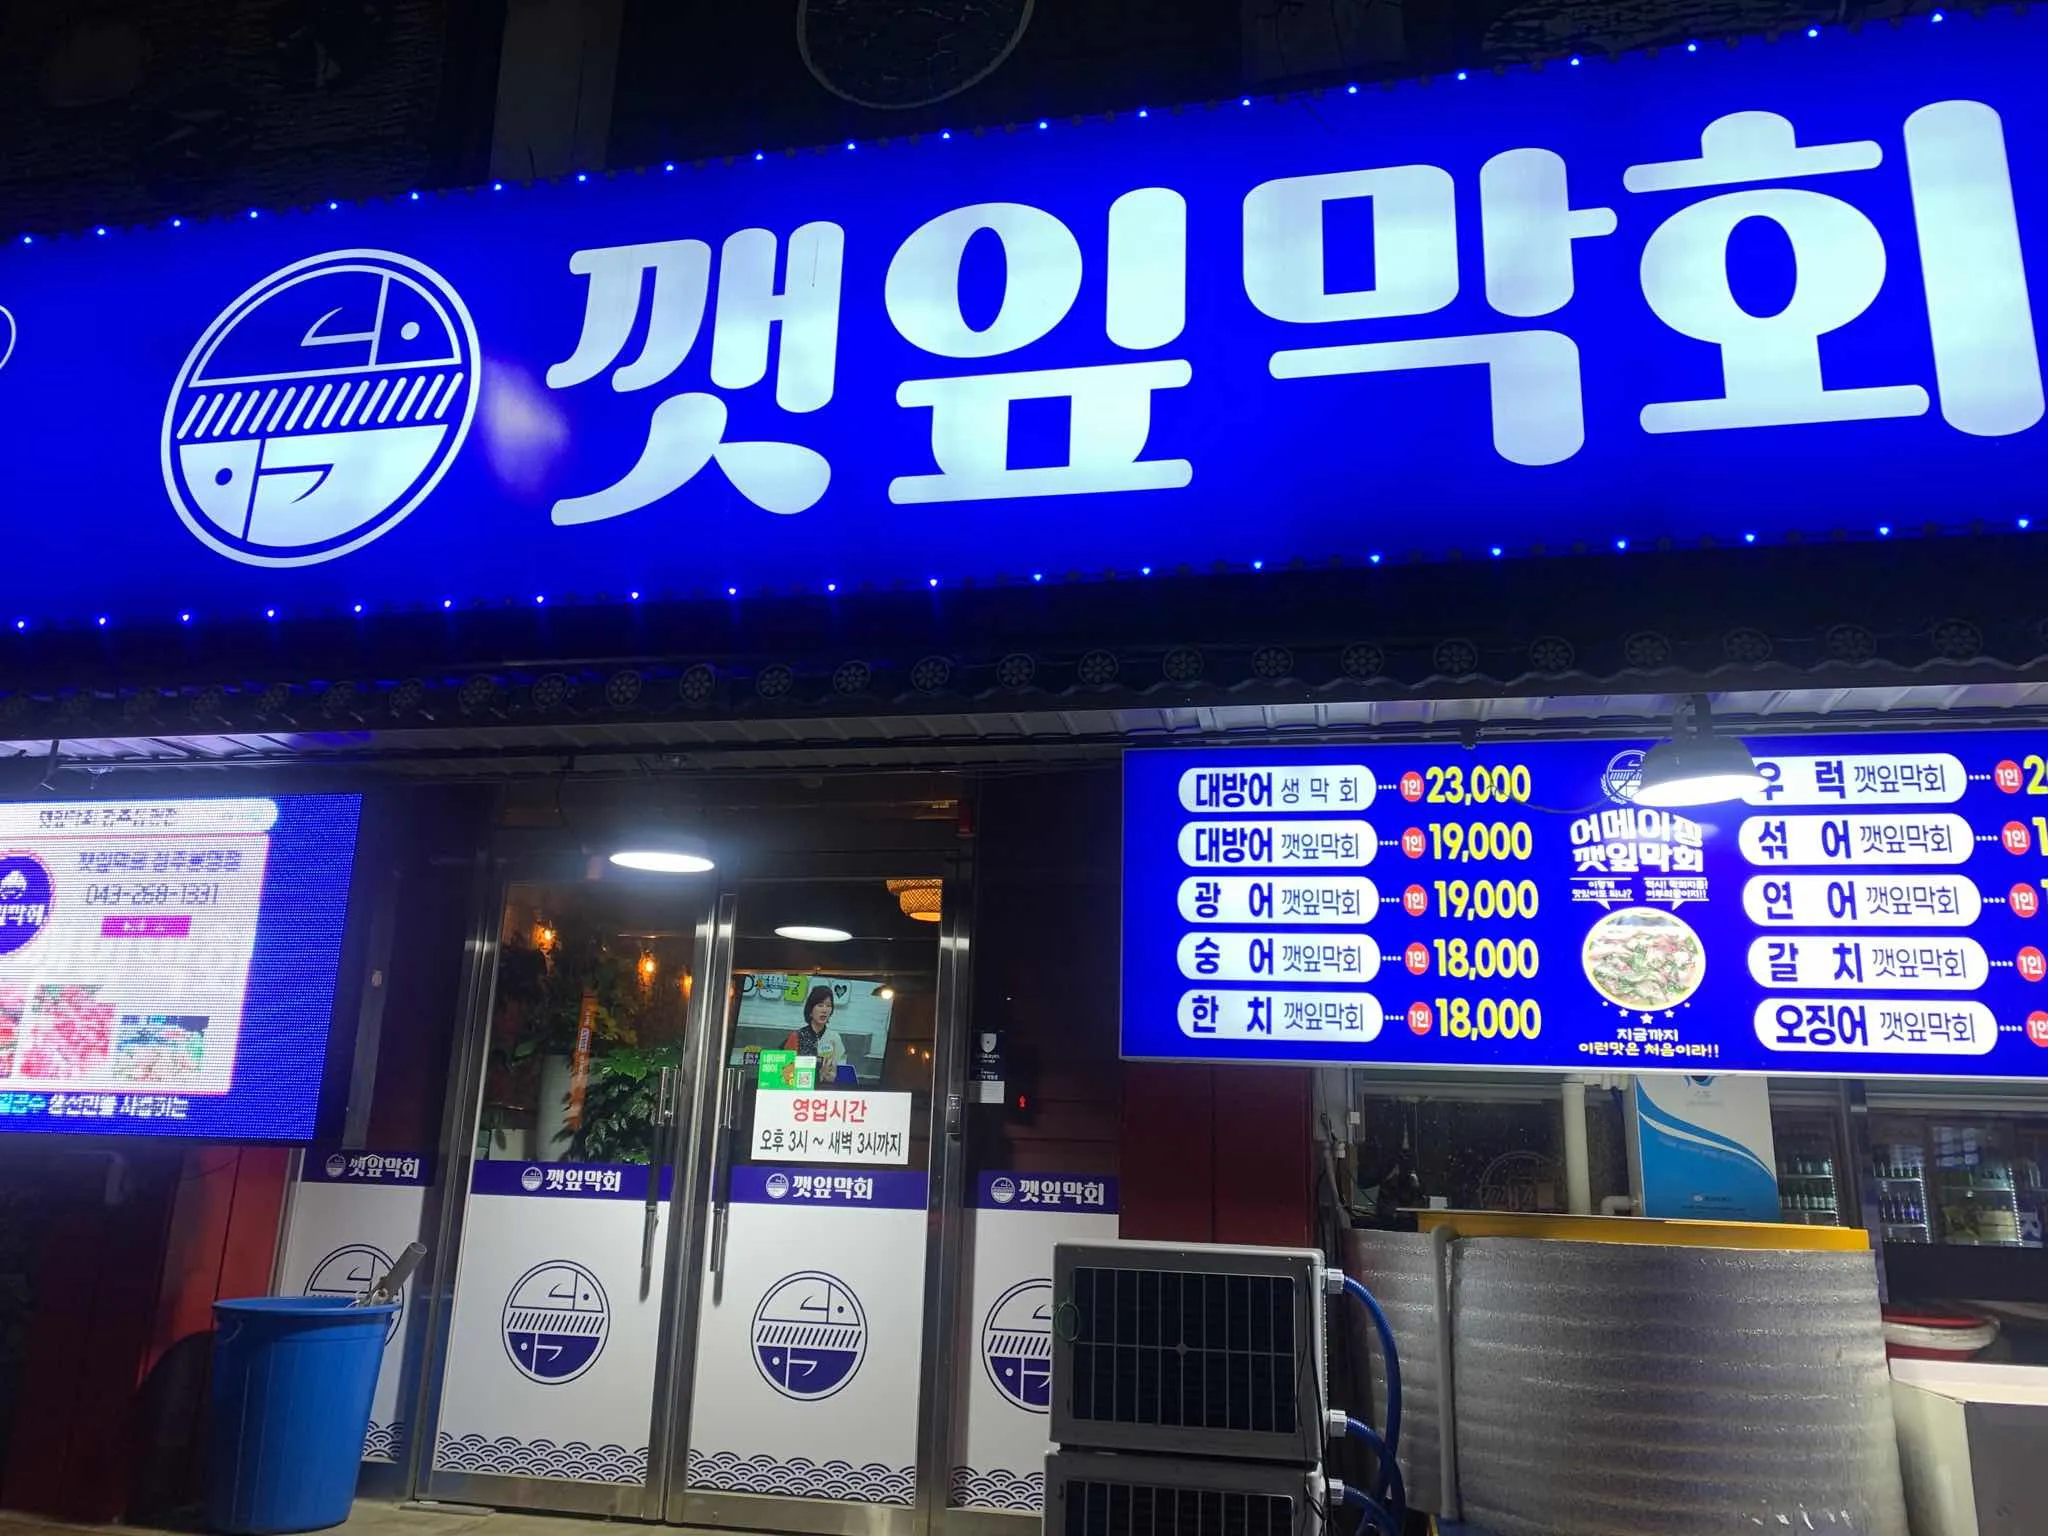 깻잎막회
대방어 생막회 1인 23,000
대방어 깻잎막회 1인 19,000
광어 깻잎막회 1인 19,000
숭어 깻잎막회 1인 18,000
한치 깻잎막회 1인 18,000
어메이징
깻잎막회
지금까지
이런맛은 처음이라!!
우럭 깻잎막회 1인
섞어 깻잎막회 1인
연어 깻잎막회 1인
갈치 깻잎막회 1인
오징어 깻잎막회 1인
043-268-1331
영업시간
오후 3시 ~ 새벽 3시까지
깻잎막회
깻잎막회
깻잎막회
깻잎막회